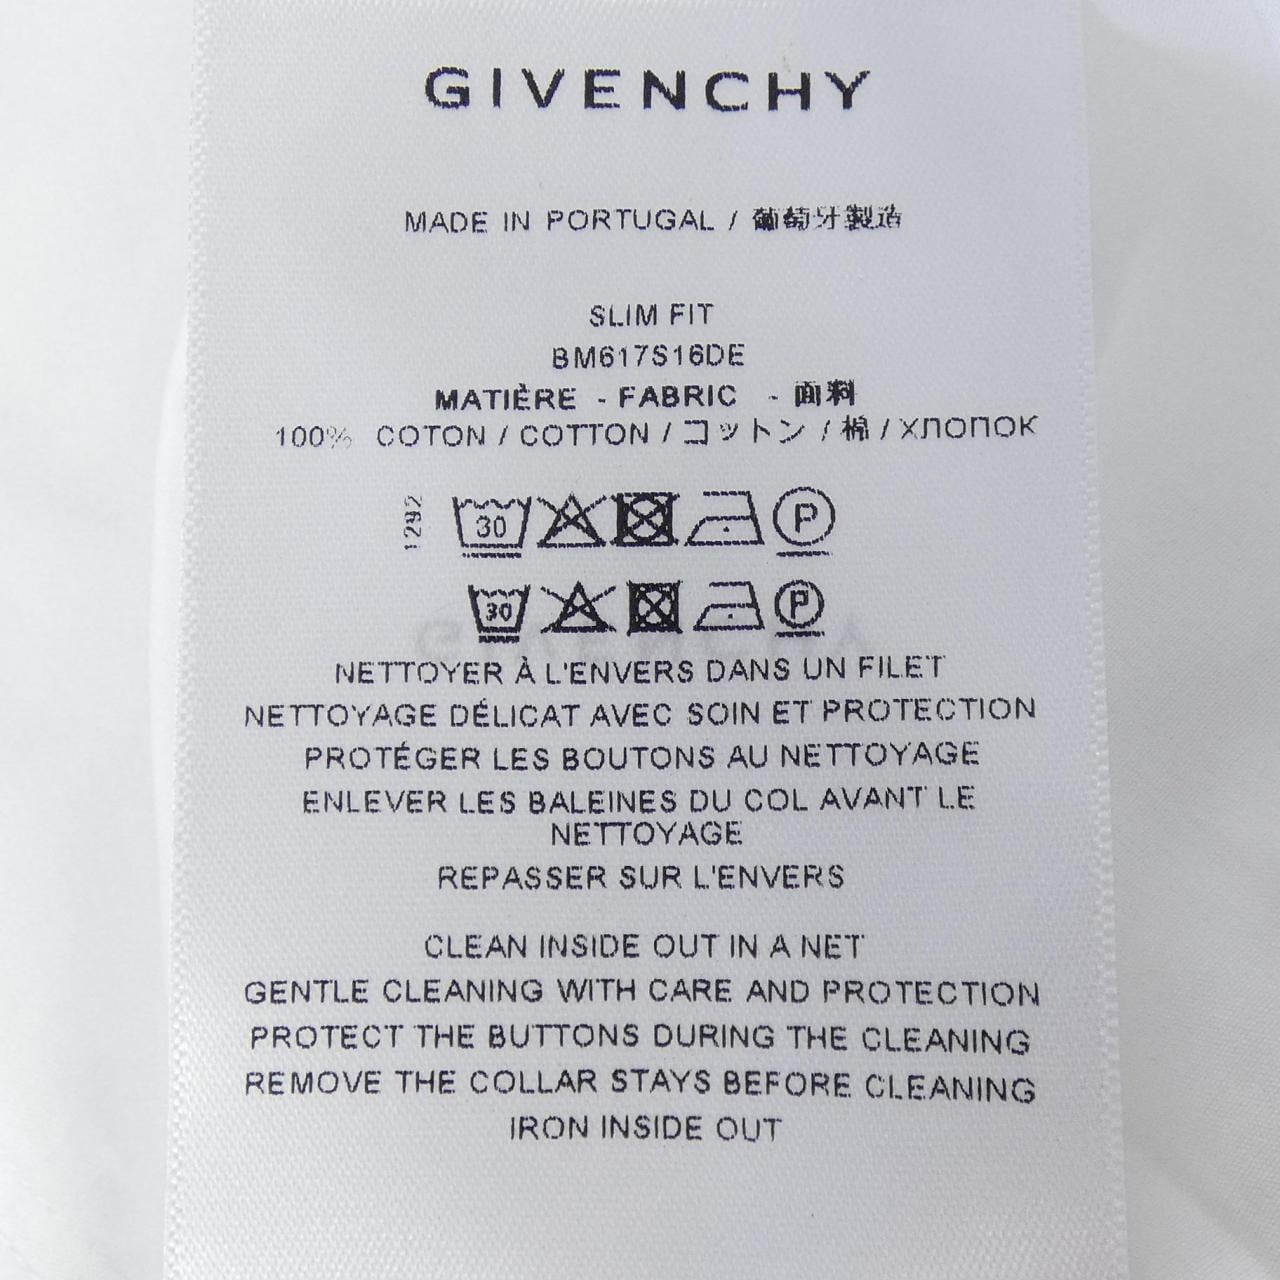 GIVENCHY
MADE IN PORTUGAL / 葡萄牙製造
SLIM FIT
BM617S16DE
MATIÈRE - FABRIC - 面料
100% COTON / COTTON / コットン / 棉 / ХЛОПОК
1292
30 P
30 P
NETTOYER À L'ENVERS DANS UN FILET
NETTOYAGE DÉLICAT AVEC SOIN ET PROTECTION
PROTÉGER LES BOUTONS AU NETTOYAGE
ENLEVER LES BALEINES DU COL AVANT LE
NETTOYAGE
REPASSER SUR L'ENVERS
CLEAN INSIDE OUT IN A NET
GENTLE CLEANING WITH CARE AND PROTECTION
PROTECT THE BUTTONS DURING THE CLEANING
REMOVE THE COLLAR STAYS BEFORE CLEANING
IRON INSIDE OUT